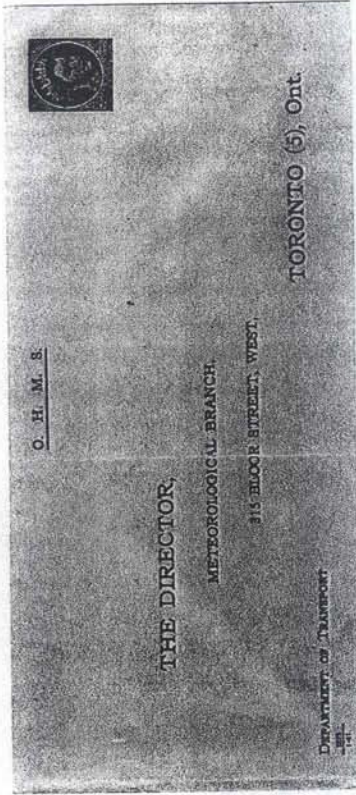 O. H. M. S.
THE DIRECTOR,
METEOROLOGICAL BRANCH,
315 BLOOR STREET, WEST,
TORONTO (5), Ont.
DEPARTMENT OF TRANSPORT